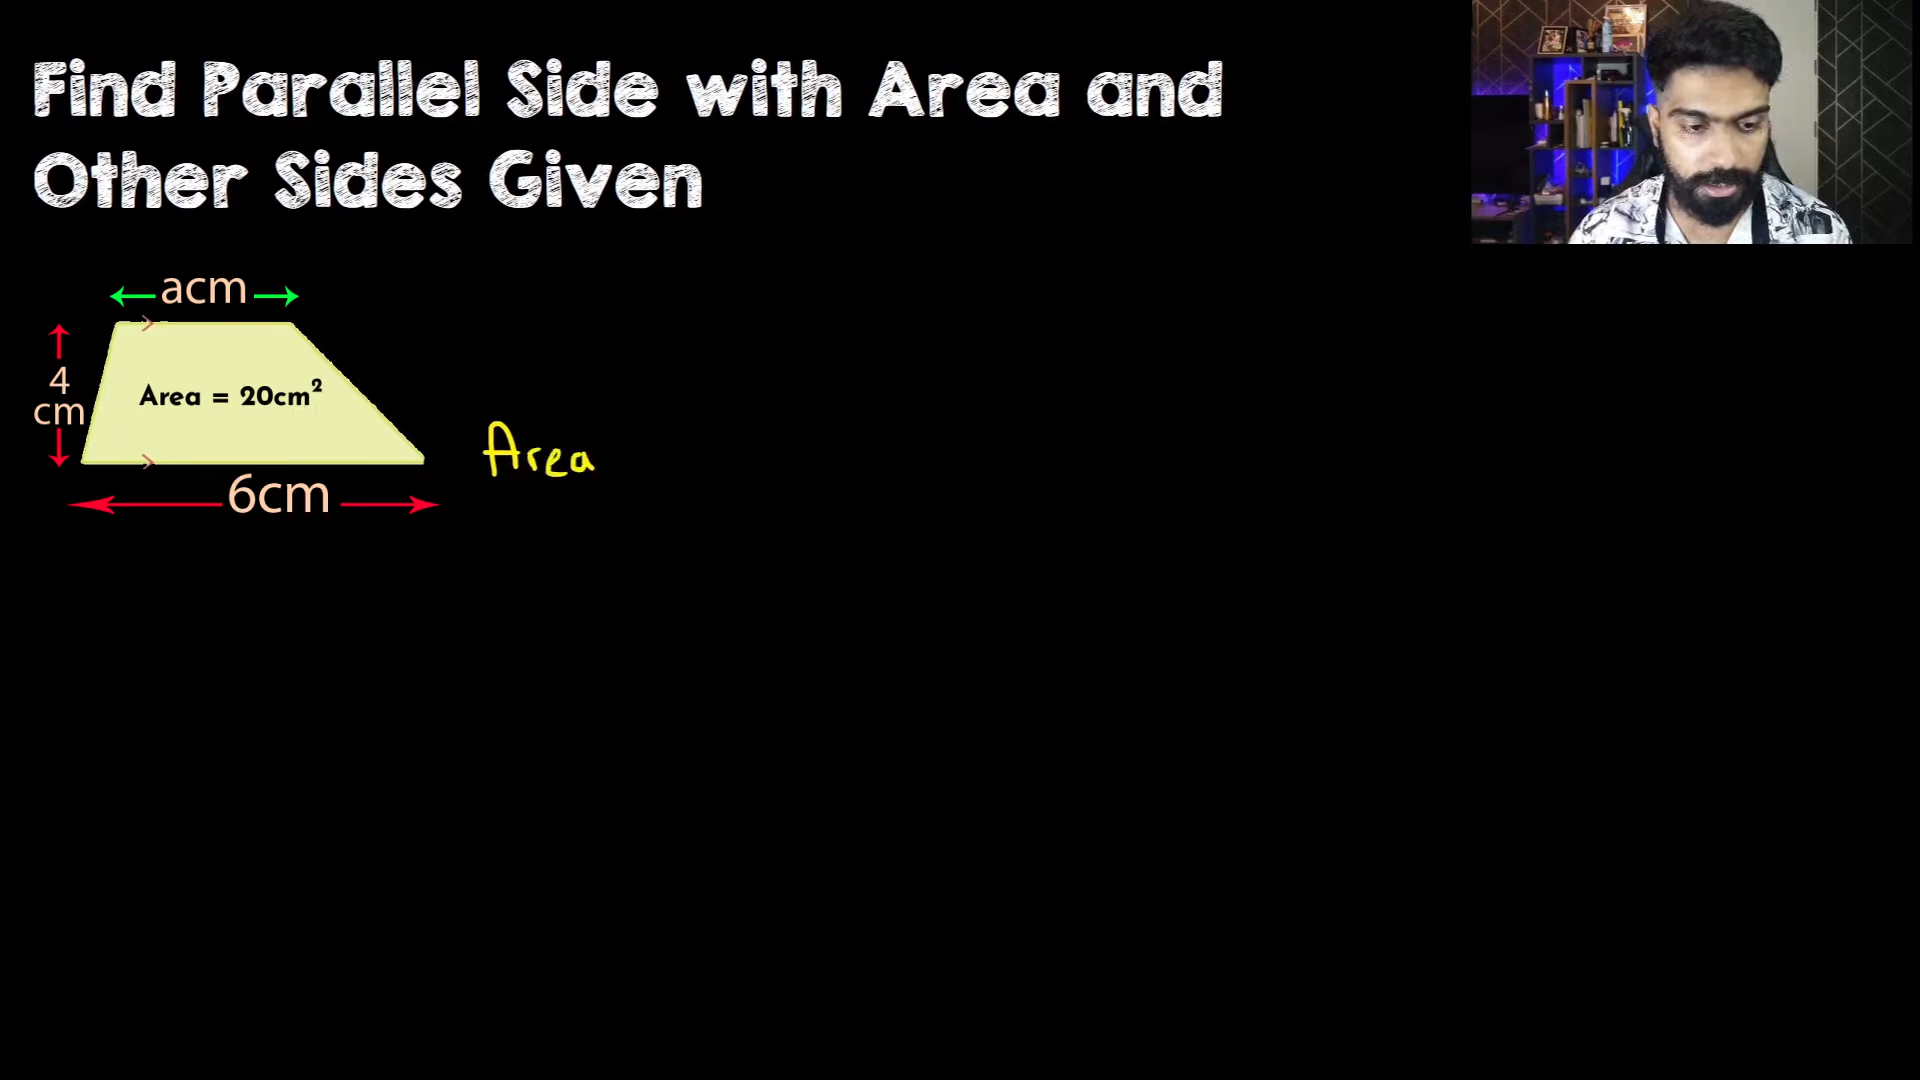 Find Parallel Side with Area and
Other Sides Given
acm
4
cm
Area = 20cm²
6cm
Area